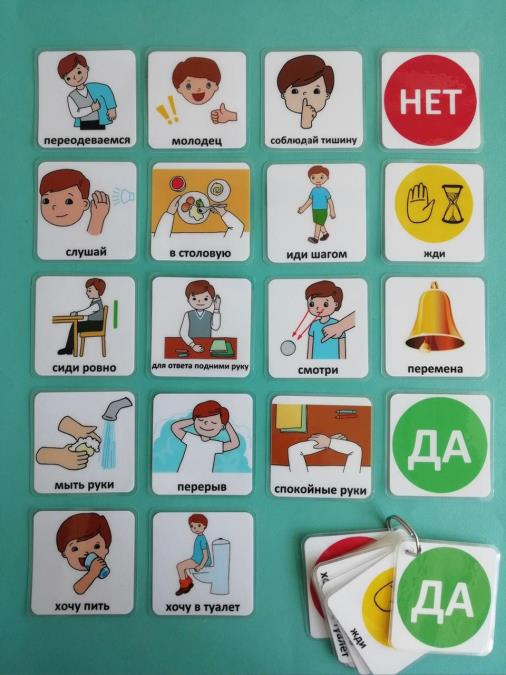 переодеваемся
молодец
соблюдай тишину
НЕТ
слушай
в столовую
иди шагом
жди
сиди ровно
для ответа подними руку
смотри
перемена
мыть руки
перерыв
спокойные руки
ДА
хочу пить
хочу в туалет
ДА
жди
туалет